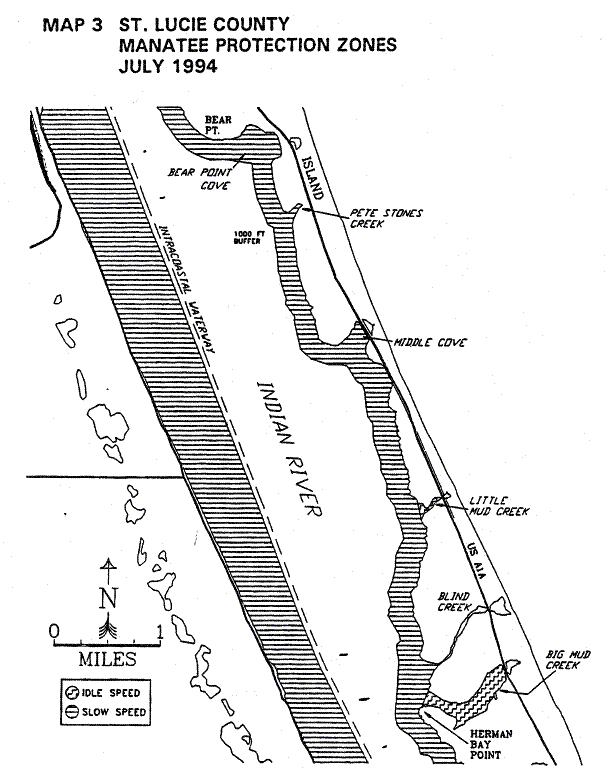 MAP 3 ST. LUCIE COUNTY
MANATEE PROTECTION ZONES
JULY 1994
BEAR
PT.
BEAR POINT
COVE
ISLAND
PETE STONES
CREEK
1000 FT
BUFFER
INTRACOASTAL WATERWAY
MIDDLE COVE
INDIAN RIVER
LITTLE
MUD CREEK
US A1A
BLIND
CREEK
BIG MUD
CREEK
N
0 1
MILES
IDLE SPEED
SLOW SPEED
HERMAN
BAY
POINT